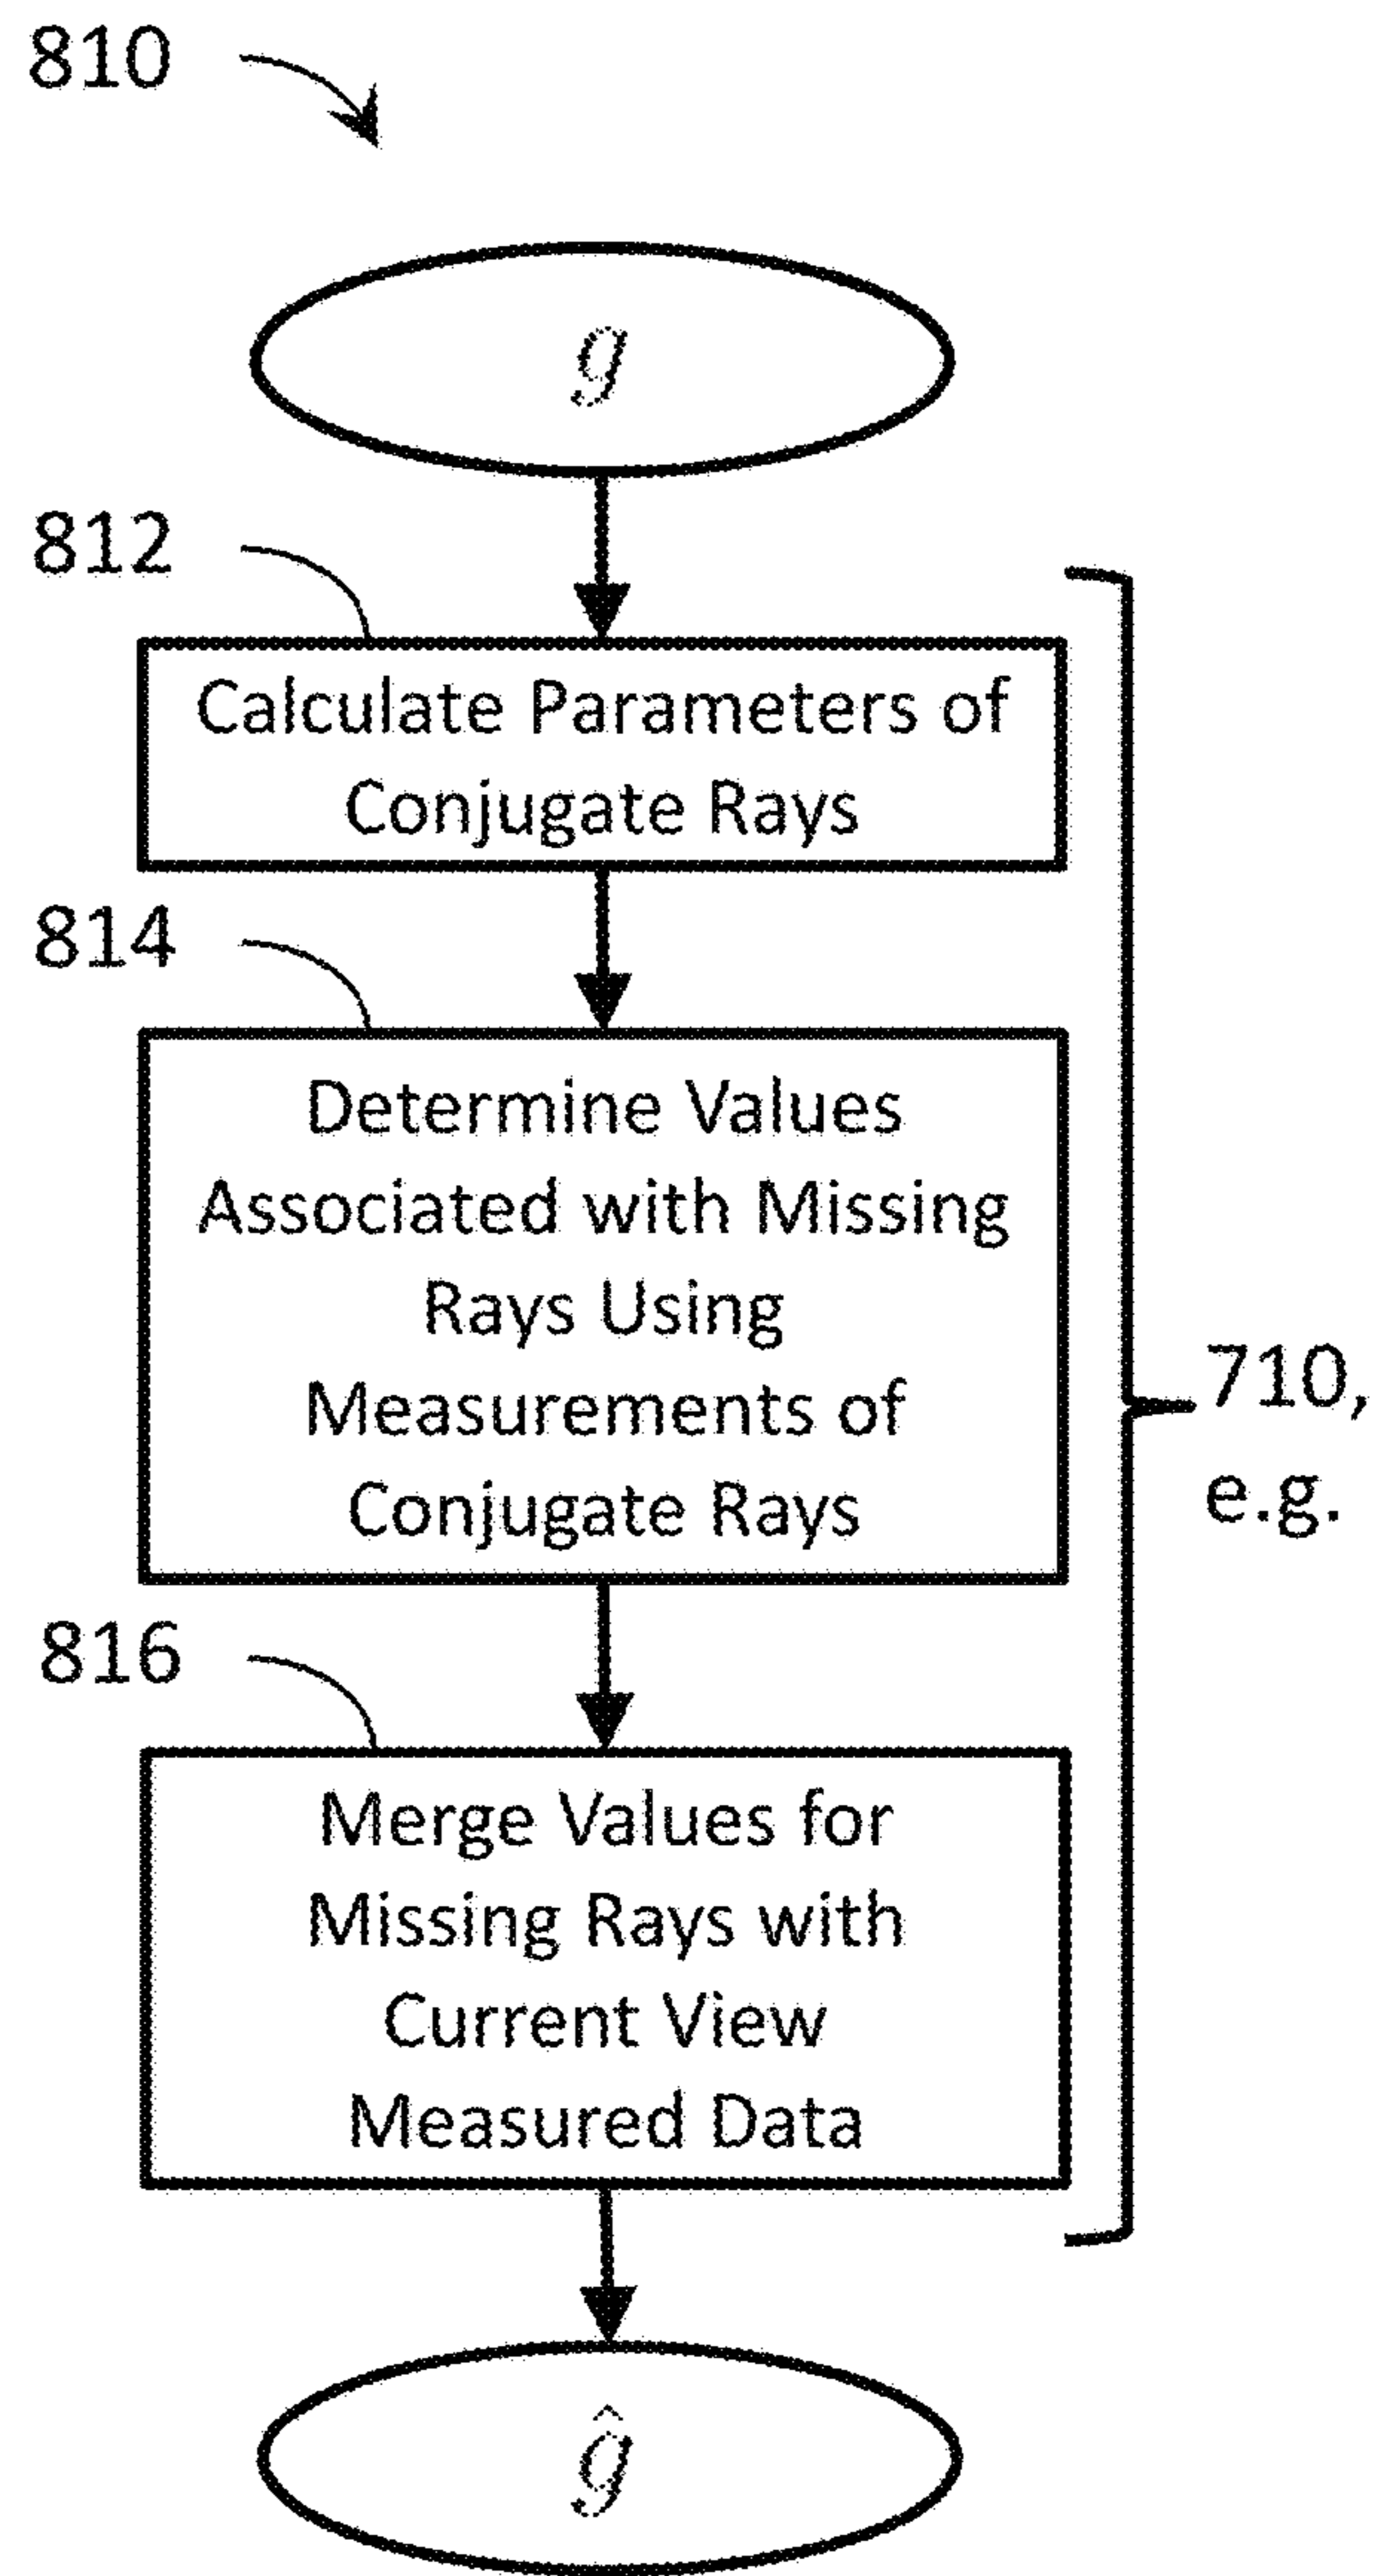 810
g
812
Calculate Parameters of
Conjugate Rays
814
Determine Values
Associated with Missing
Rays Using
Measurements of
Conjugate Rays
710,
e.g.
816
Merge Values for
Missing Rays with
Current View
Measured Data
ĝ